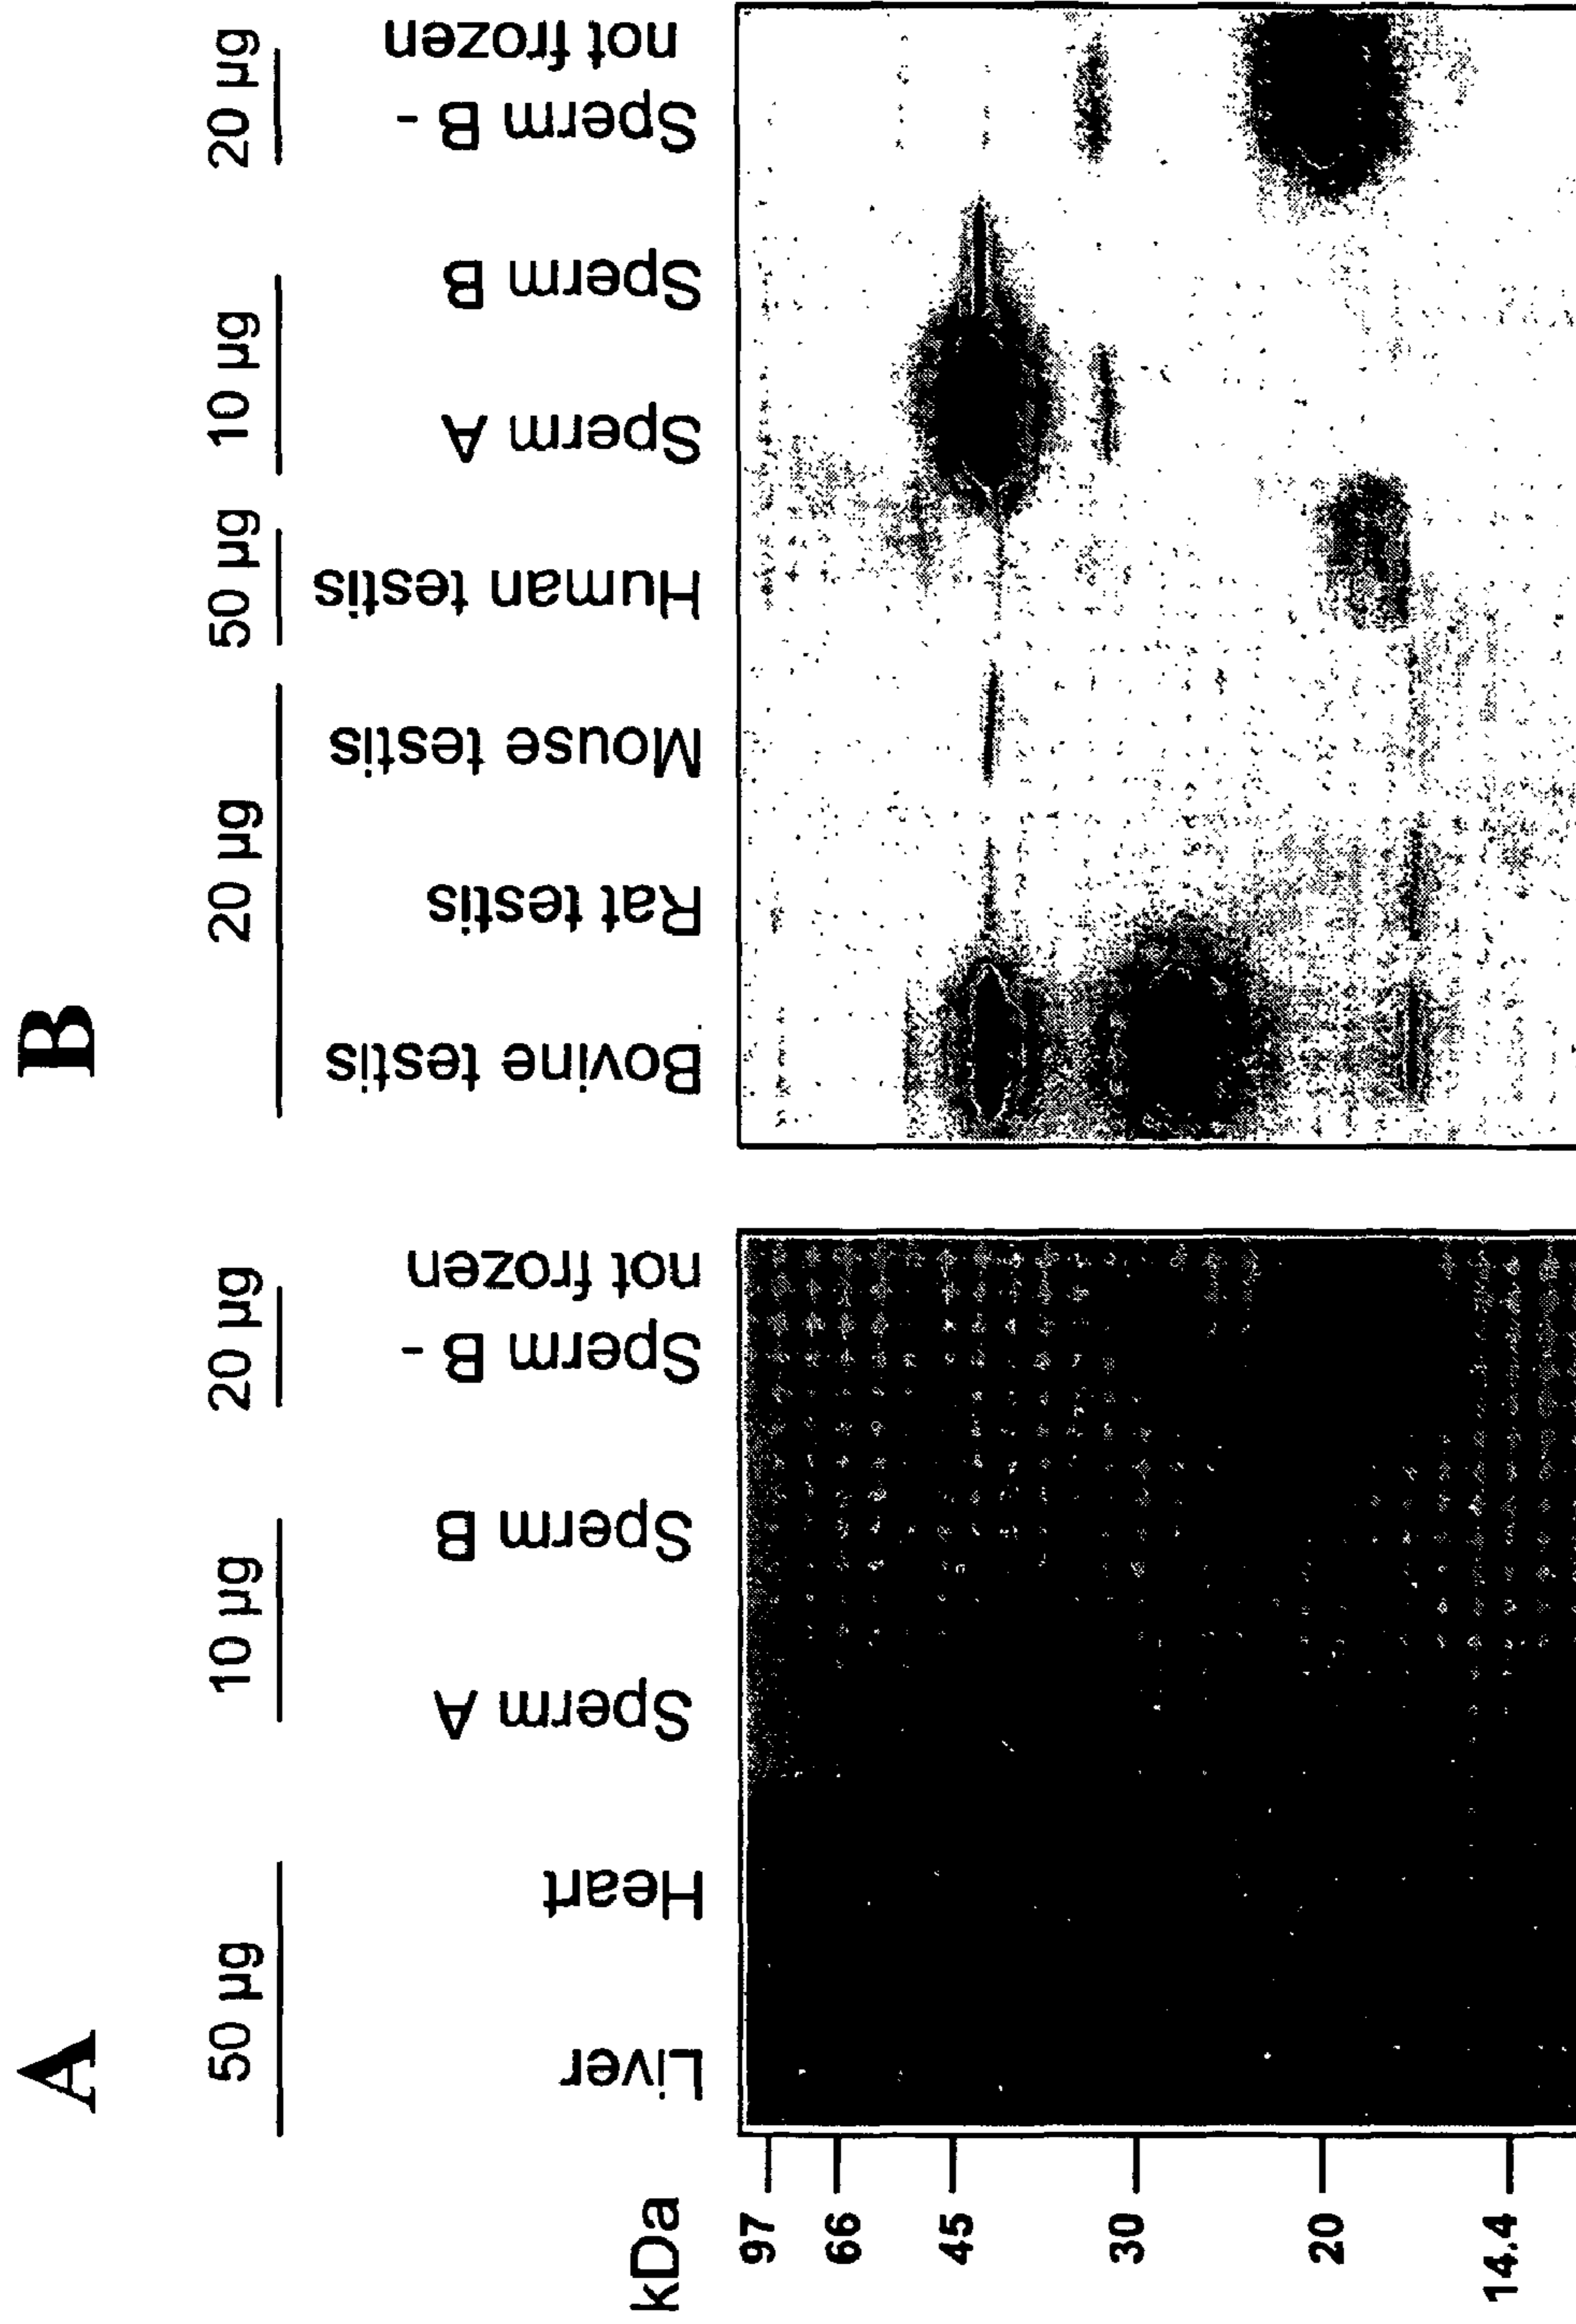 A
50 µg
10 µg
20 µg
Liver
Heart
Sperm A
Sperm B
Sperm B -
not frozen
kDa
97
66
45
30
20
14.4
B
20 µg
50 µg
10 µg
20 µg
Bovine testis
Rat testis
Mouse testis
Human testis
Sperm A
Sperm B
Sperm B -
not frozen